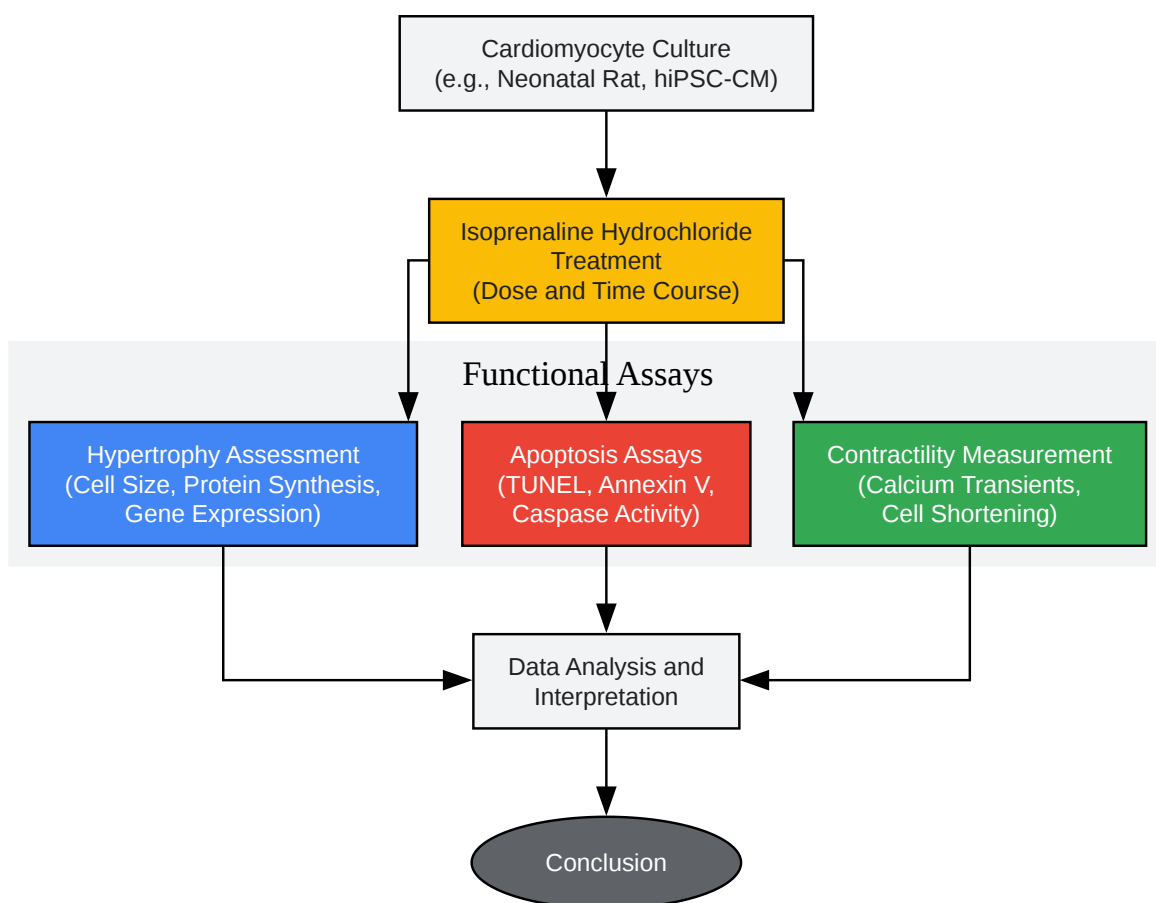 Cardiomyocyte Culture
(e.g., Neonatal Rat, hiPSC-CM)
Isoprenaline Hydrochloride
Treatment
(Dose and Time Course)
Functional Assays
Hypertrophy Assessment
(Cell Size, Protein Synthesis,
Gene Expression)
Apoptosis Assays
(TUNEL, Annexin V,
Caspase Activity)
Contractility Measurement
(Calcium Transients,
Cell Shortening)
Data Analysis and
Interpretation
Conclusion